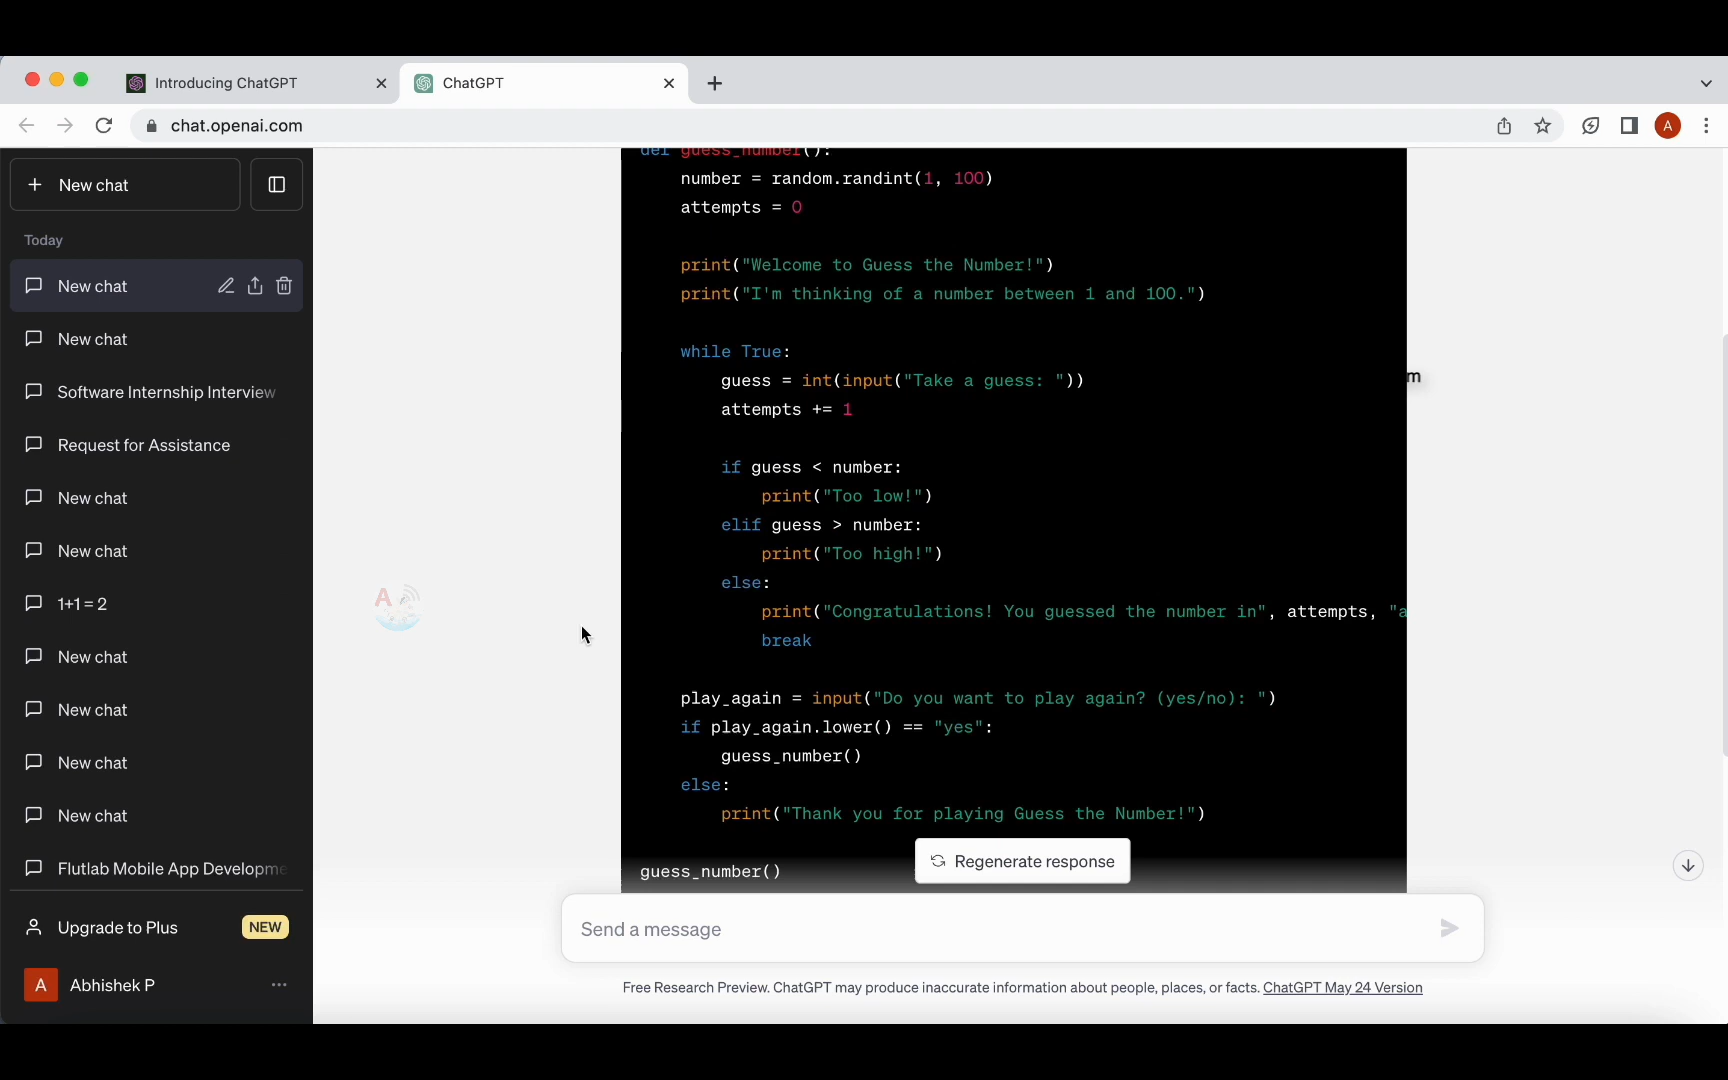 Introducing ChatGPT
ChatGPT
chat.openai.com
A
New chat
Today
New chat
New chat
Software Internship Interview
Request for Assistance
New chat
New chat
1+1 = 2
New chat
New chat
New chat
New chat
Flutlab Mobile App Developme
Upgrade to Plus NEW
A Abhishek P
def guess_number():
number = random.randint(1, 100)
attempts = 0
print("Welcome to Guess the Number!")
print("I'm thinking of a number between 1 and 100.")
while True:
guess = int(input("Take a guess: "))
attempts += 1
if guess < number:
print("Too low!")
elif guess > number:
print("Too high!")
else:
print("Congratulations! You guessed the number in", attempts, "a
break
play_again = input("Do you want to play again? (yes/no): ")
if play_again.lower() == "yes":
guess_number()
else:
print("Thank you for playing Guess the Number!")
guess_number()
m
A
Regenerate response
Send a message
Free Research Preview. ChatGPT may produce inaccurate information about people, places, or facts. ChatGPT May 24 Version